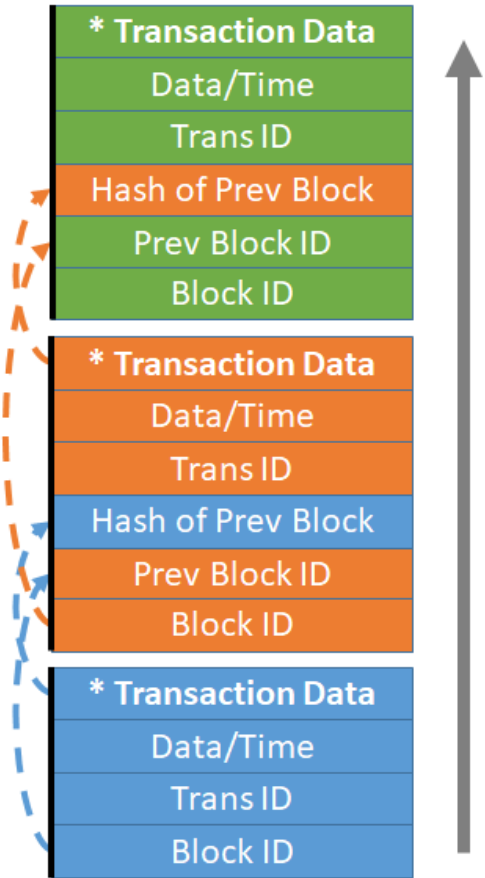 * Transaction Data
Data/Time
Trans ID
Hash of Prev Block
Prev Block ID
Block ID
* Transaction Data
Data/Time
Trans ID
Hash of Prev Block
Prev Block ID
Block ID
* Transaction Data
Data/Time
Trans ID
Block ID